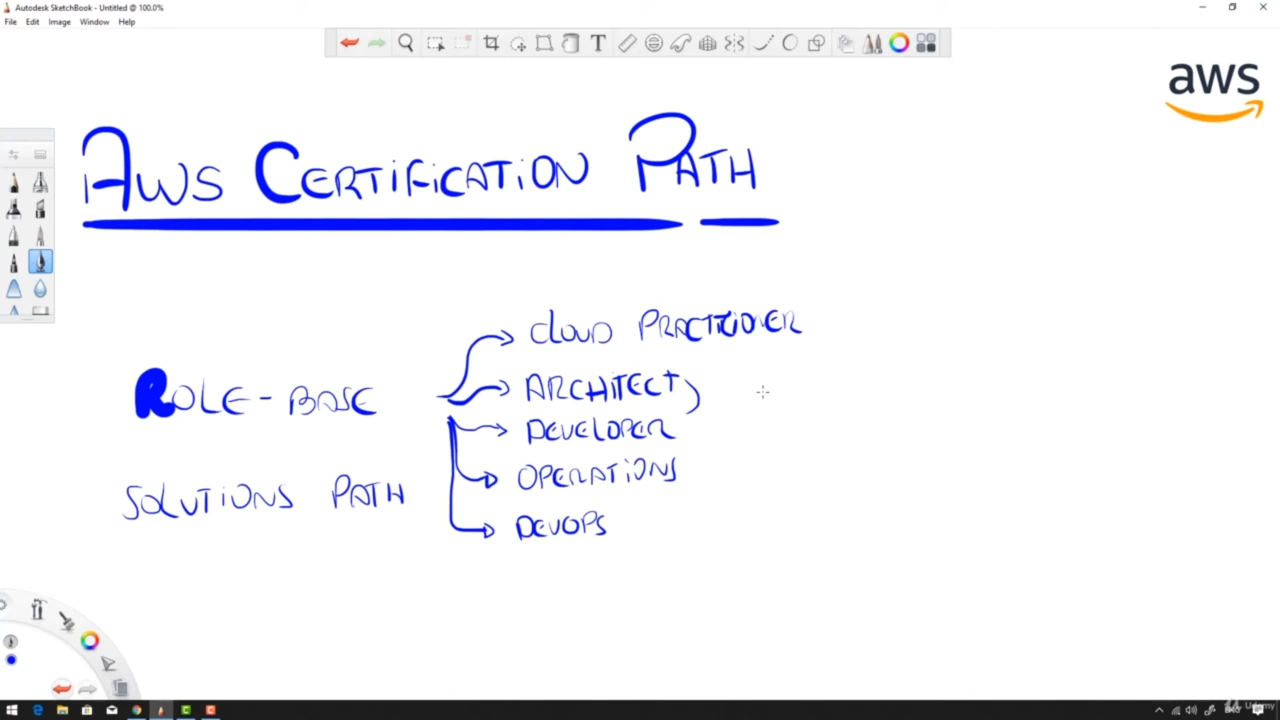 Autodesk SketchBook - Untitled @ 100.0%
File Edit Image Window Help
aws
AWS CERTIFICATION PATH
CLOUD PRACTITIONER
ROLE-BASE
ARCHITECT
DEVELOPER
OPERATIONS
SOLUTIONS PATH
DEVOPS
Udemy